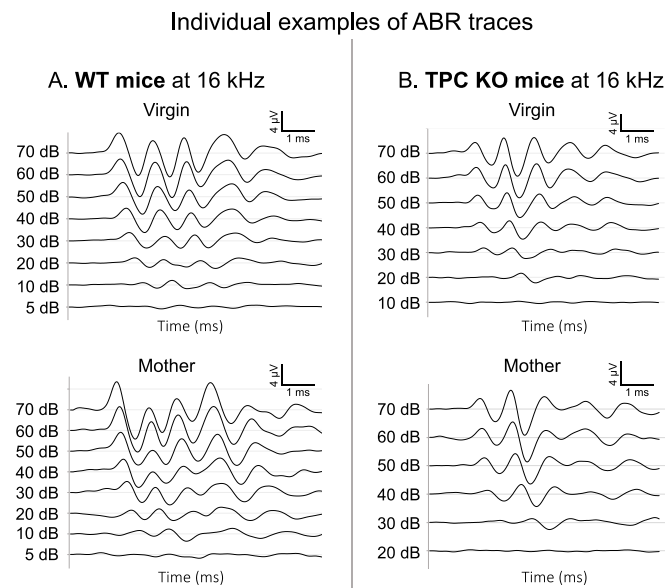 Individual examples of ABR traces
A. WT mice at 16 kHz
Virgin
4 µV
1 ms
70 dB
60 dB
50 dB
40 dB
30 dB
20 dB
10 dB
5 dB
Time (ms)
Mother
4 µV
1 ms
70 dB
60 dB
50 dB
40 dB
30 dB
20 dB
10 dB
5 dB
Time (ms)
B. TPC KO mice at 16 kHz
Virgin
4 µV
1 ms
70 dB
60 dB
50 dB
40 dB
30 dB
20 dB
10 dB
Time (ms)
Mother
4 µV
1 ms
70 dB
60 dB
50 dB
40 dB
30 dB
20 dB
Time (ms)